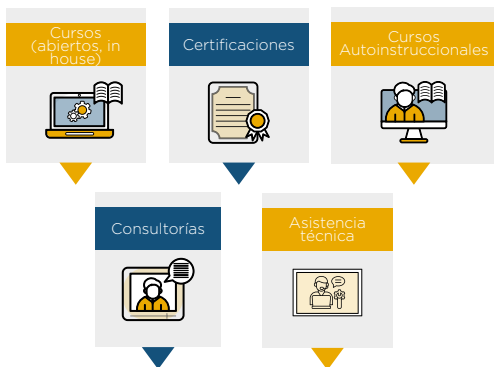 Cursos
(abiertos, in
house)
Certificaciones
Cursos
Autoinstruccionales
Consultorías
Asistencia
técnica